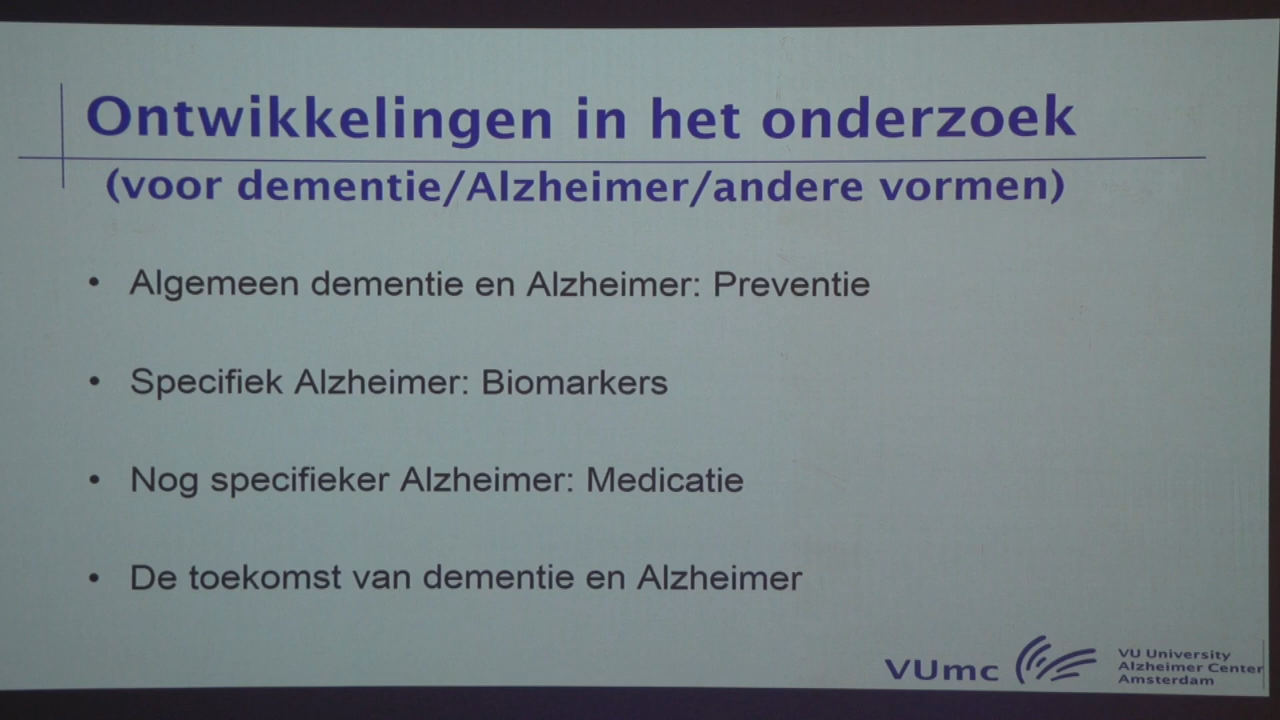 Ontwikkelingen in het onderzoek
(voor dementie/Alzheimer/andere vormen)
• Algemeen dementie en Alzheimer: Preventie
• Specifiek Alzheimer: Biomarkers
• Nog specifieker Alzheimer: Medicatie
• De toekomst van dementie en Alzheimer
VUmc
VU University
Alzheimer Center
Amsterdam